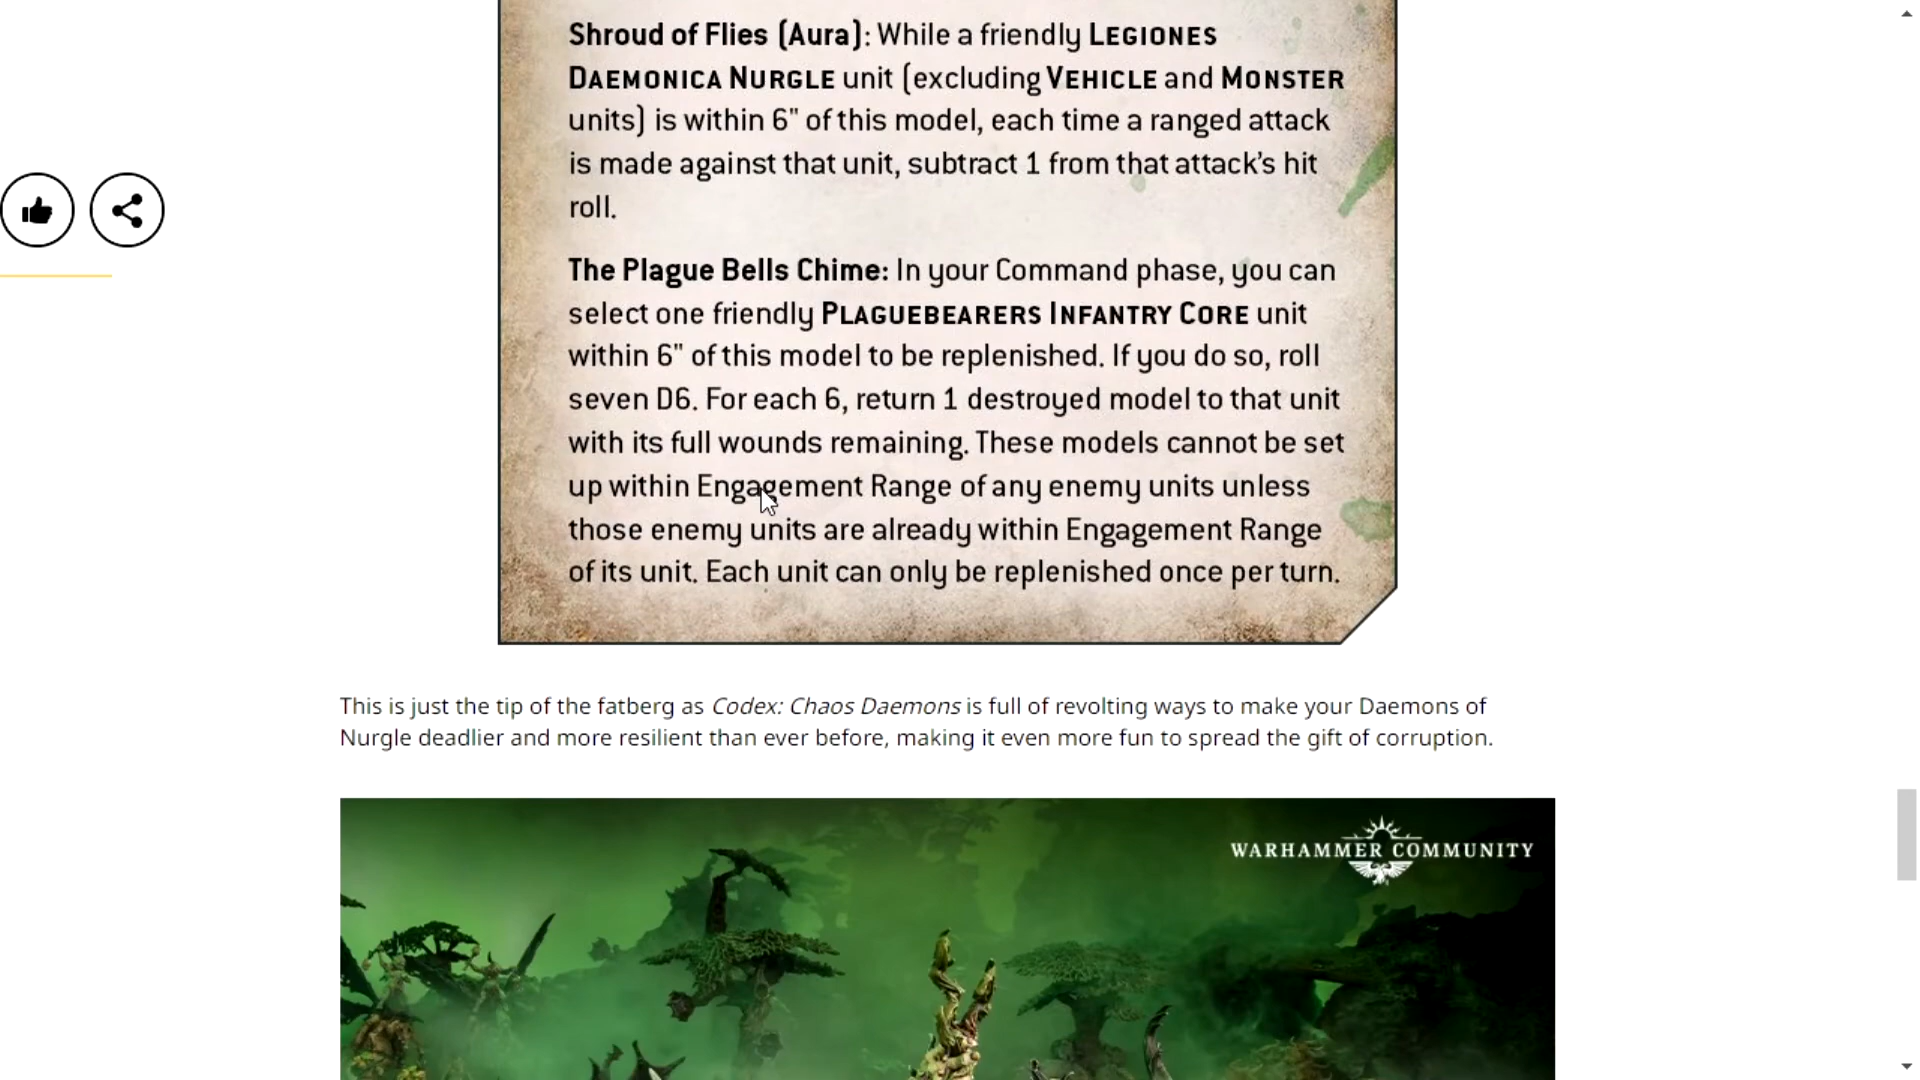 Shroud of Flies (Aura): While a friendly LEGIONES
DAEMONICA NURGLE unit (excluding VEHICLE and MONSTER
units) is within 6" of this model, each time a ranged attack
is made against that unit, subtract 1 from that attack's hit
roll.
The Plague Bells Chime: In your Command phase, you can
select one friendly PLAGUEBEARERS INFANTRY CORE unit
within 6" of this model to be replenished. If you do so, roll
seven D6. For each 6, return 1 destroyed model to that unit
with its full wounds remaining. These models cannot be set
up within Engagement Range of any enemy units unless
those enemy units are already within Engagement Range
of its unit. Each unit can only be replenished once per turn.
This is just the tip of the fatberg as Codex: Chaos Daemons is full of revolting ways to make your Daemons of
Nurgle deadlier and more resilient than ever before, making it even more fun to spread the gift of corruption.
WARHAMMER COMMUNITY